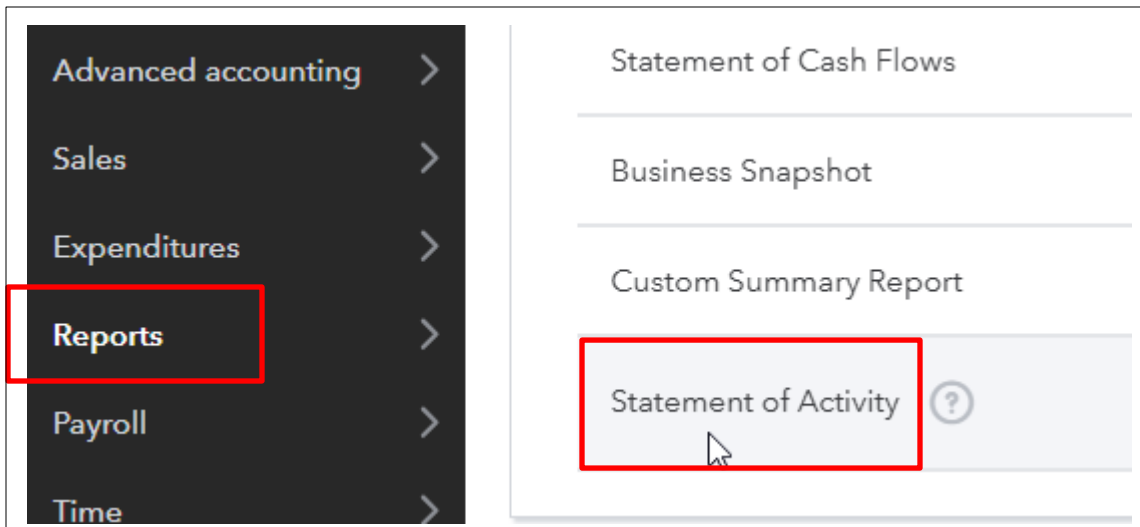 Advanced accounting
Sales
Expenditures
Reports
Payroll
Time
Statement of Cash Flows
Business Snapshot
Custom Summary Report
Statement of Activity ?